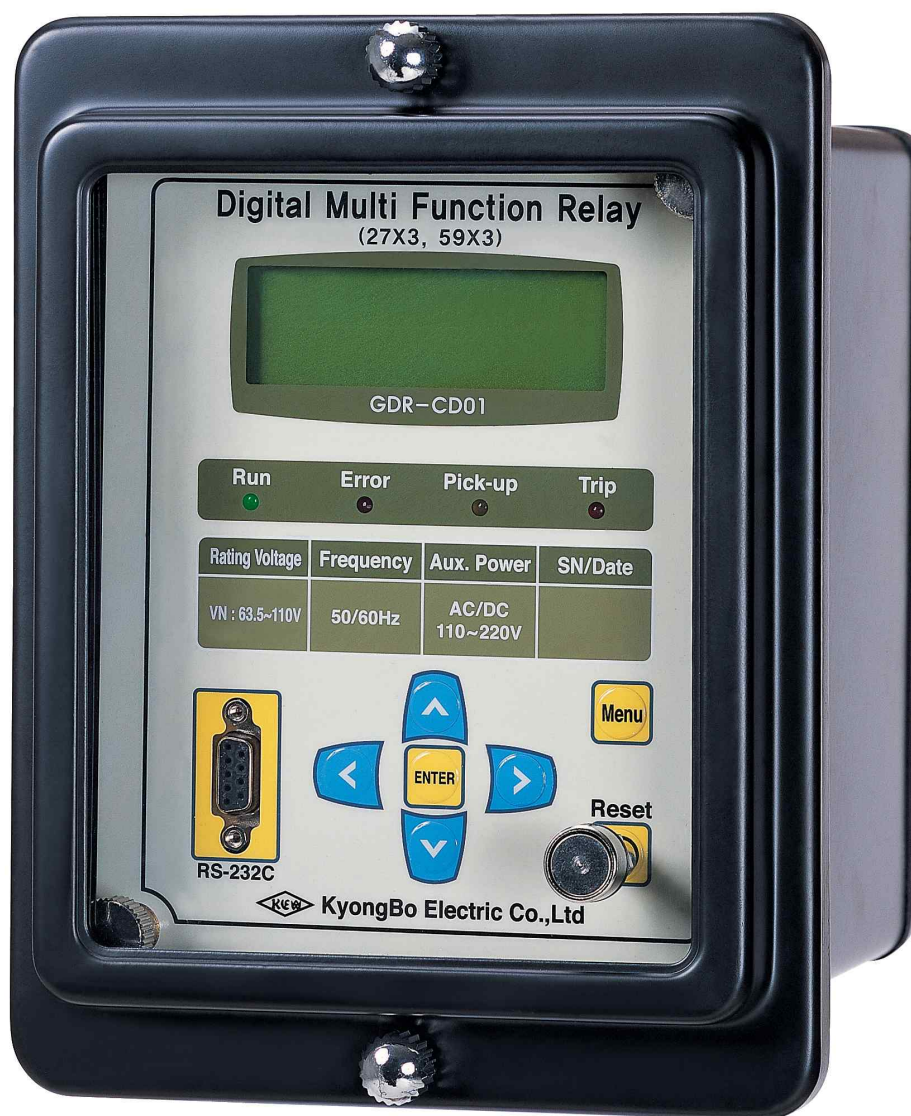 Digital Multi Function Relay
(27X3, 59X3)
GDR-CD01
Run Error Pick-up Trip
Rating Voltage Frequency Aux. Power SN/Date
VN : 63.5~110V 50/60Hz AC/DC
110~220V
Menu
ENTER
Reset
RS-232C
KEW KyongBo Electric Co.,Ltd